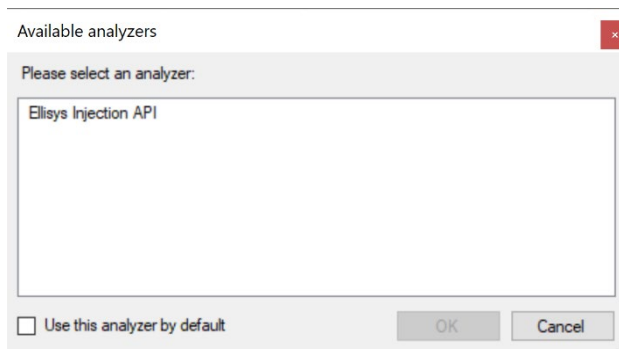 Available analyzers
×
Please select an analyzer:
Ellisys Injection API
Use this analyzer by default
OK
Cancel